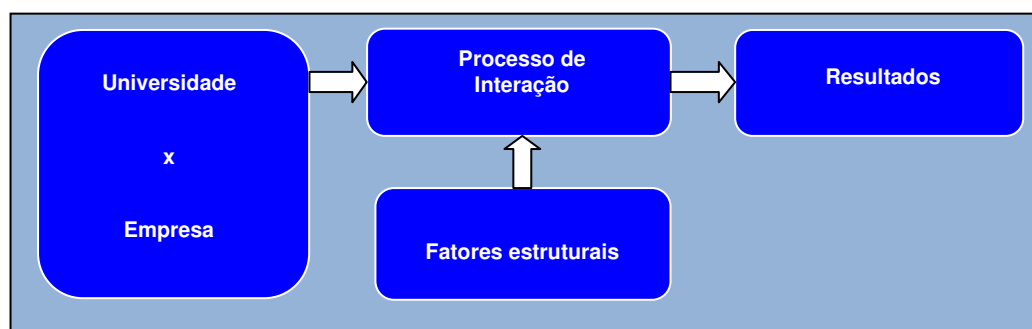 Universidade
x
Empresa
Processo de
Interação
Resultados
Fatores estruturais